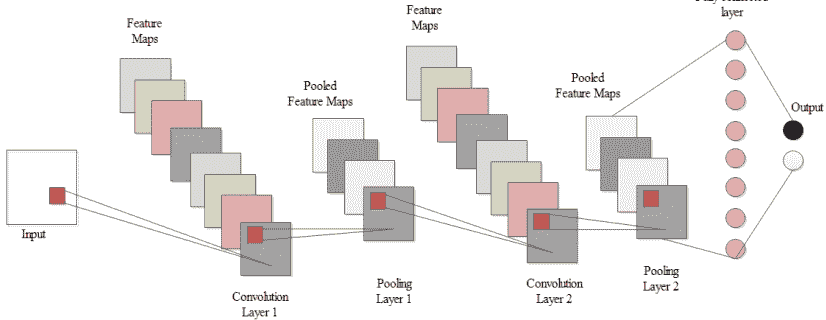 Feature
Maps
Pooled
Feature Maps
Feature
Maps
Pooled
Feature Maps
layer
Output
Input
Convolution
Layer 1
Pooling
Layer 1
Convolution
Layer 2
Pooling
Layer 2